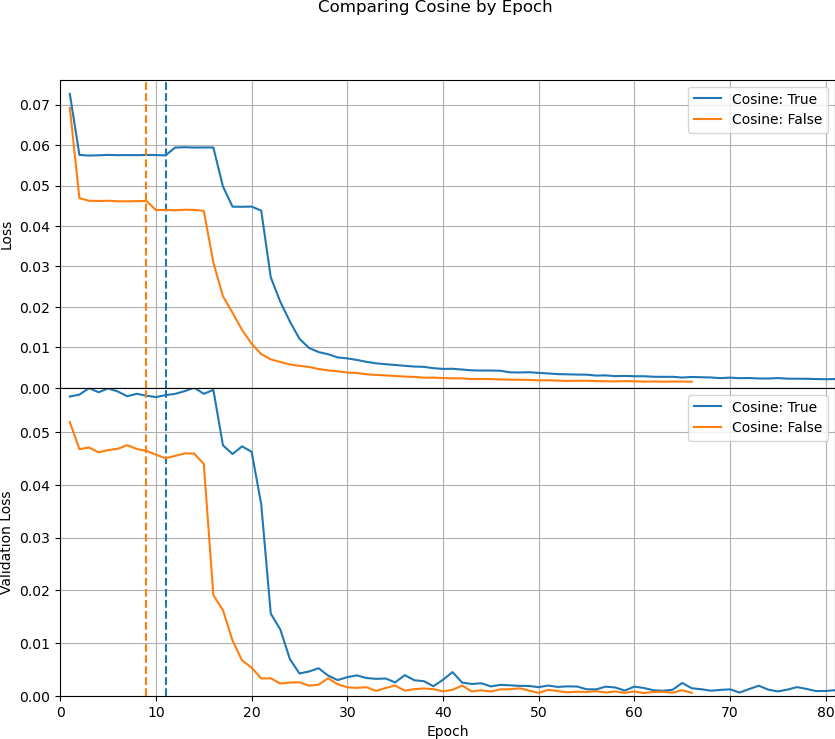 Comparing Cosine by Epoch
0.07
0.06
0.05
0.04
0.03
0.02
0.01
0.00
Loss
Cosine: True
Cosine: False
0.05
0.04
0.03
0.02
0.01
0.00
Validation Loss
Cosine: True
Cosine: False
0
10
20
30
40
50
60
70
80
Epoch